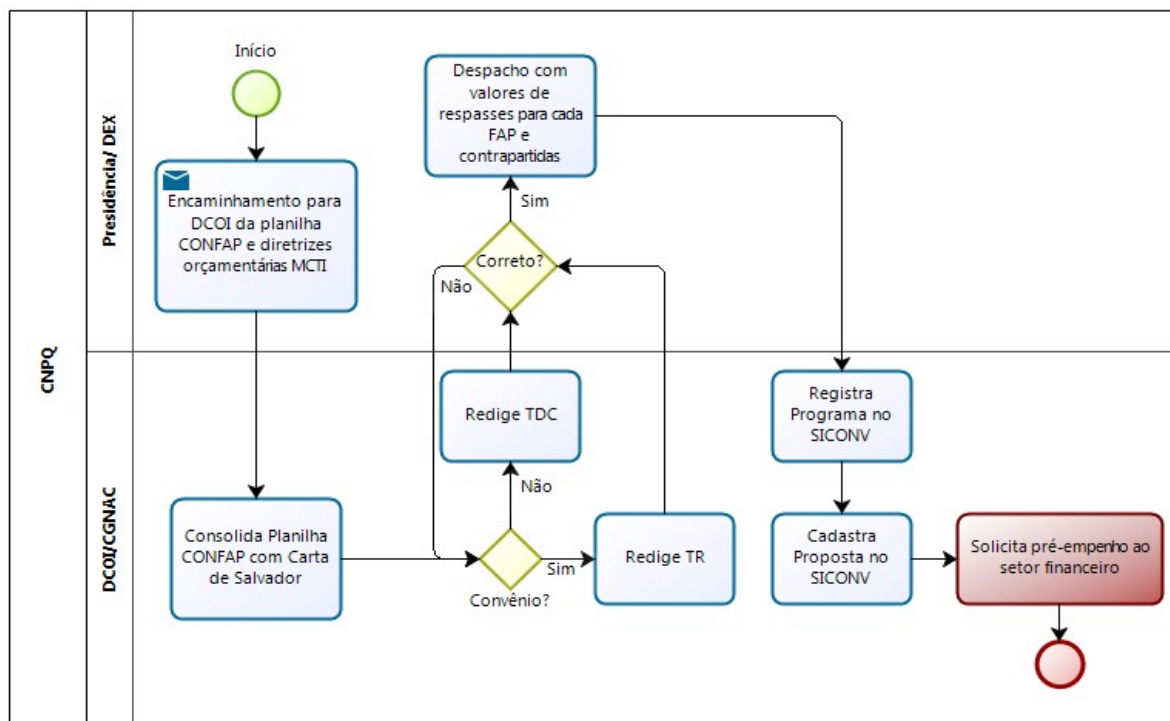 CNPQ
Presidência/ DEX
Início
Encaminhamento para
DCOI da planilha
CONFAP e diretrizes
orçamentárias MCTI
Despacho com
valores de
respasses para cada
FAP e
contrapartidas
Sim
Correto?
Não
DCOI/CGNAC
Consolida Planilha
CONFAP com Carta
de Salvador
Redige TDC
Não
Convênio?
Sim
Redige TR
Registra
Programa no
SICONV
Cadastra
Proposta no
SICONV
Solicita pré-empenho ao
setor financeiro